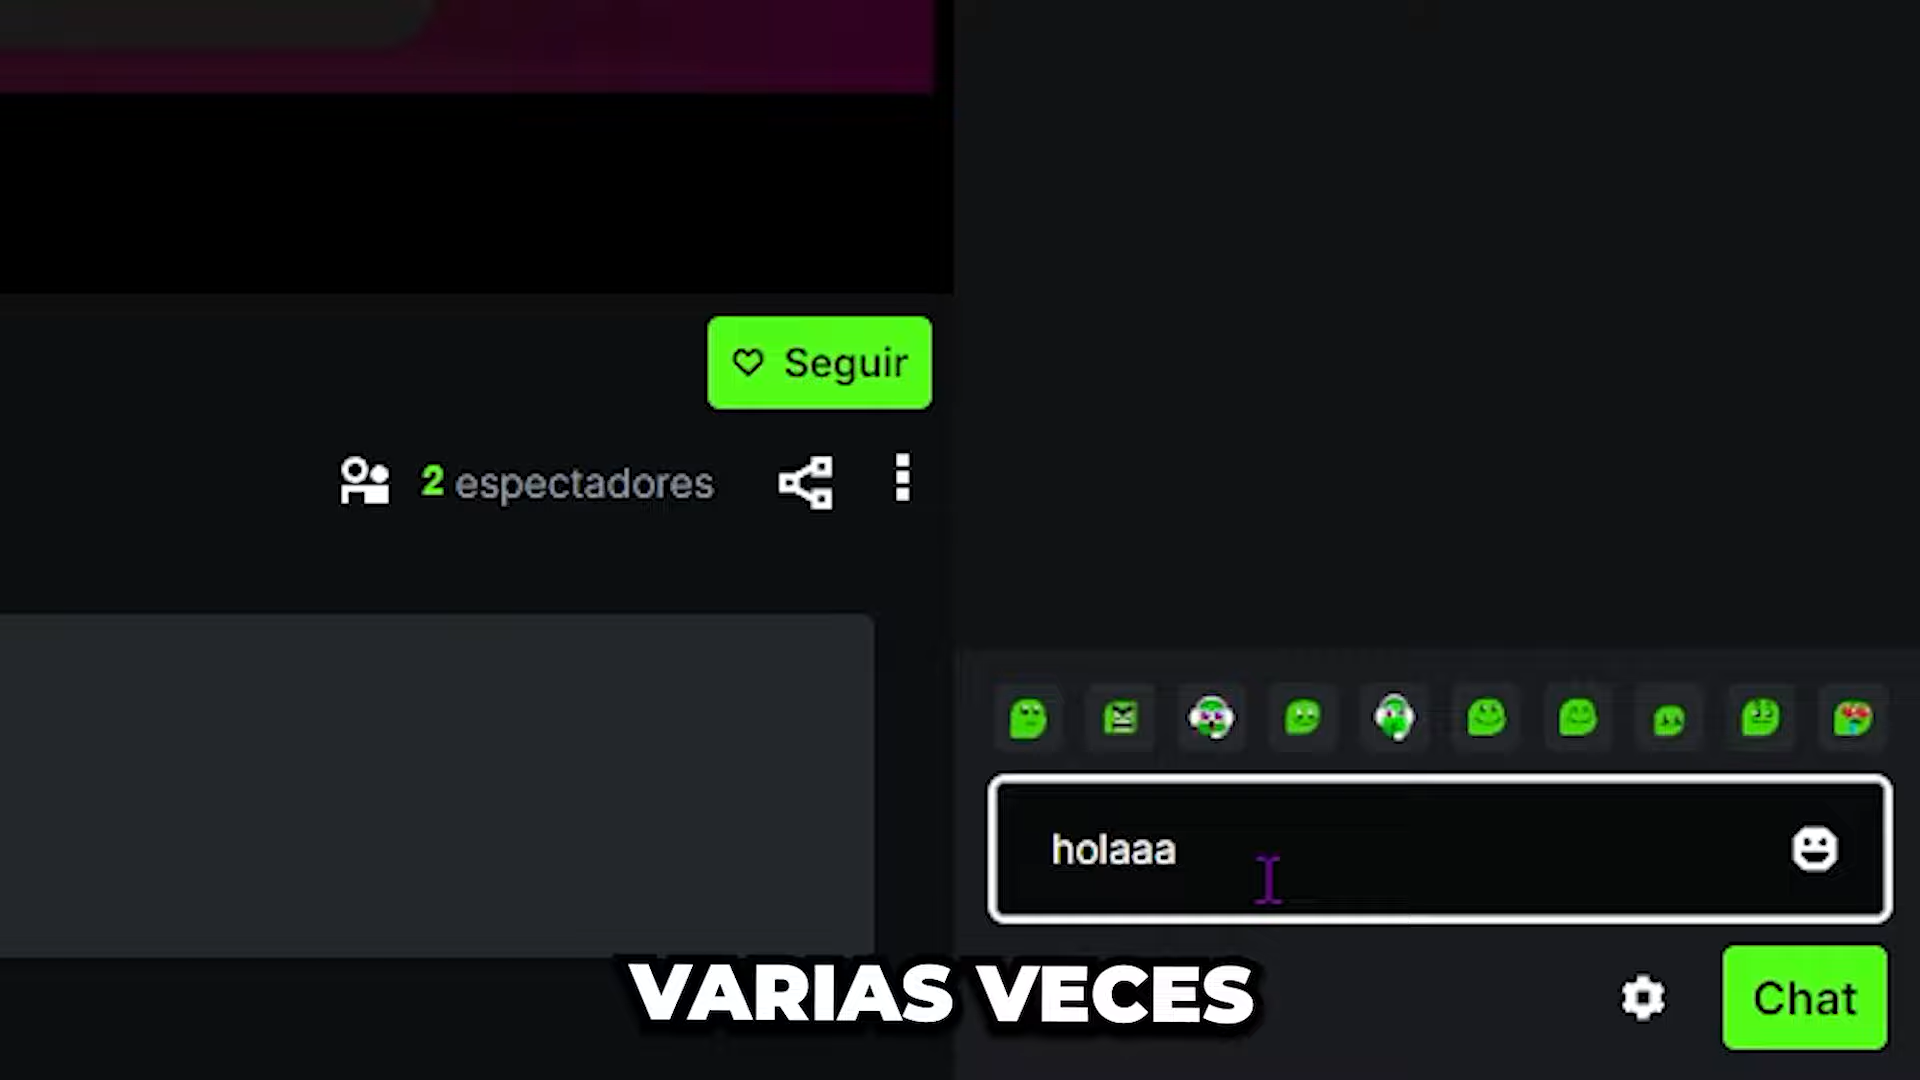 Seguir
2 espectadores
holaaa
VARIAS VECES
Chat